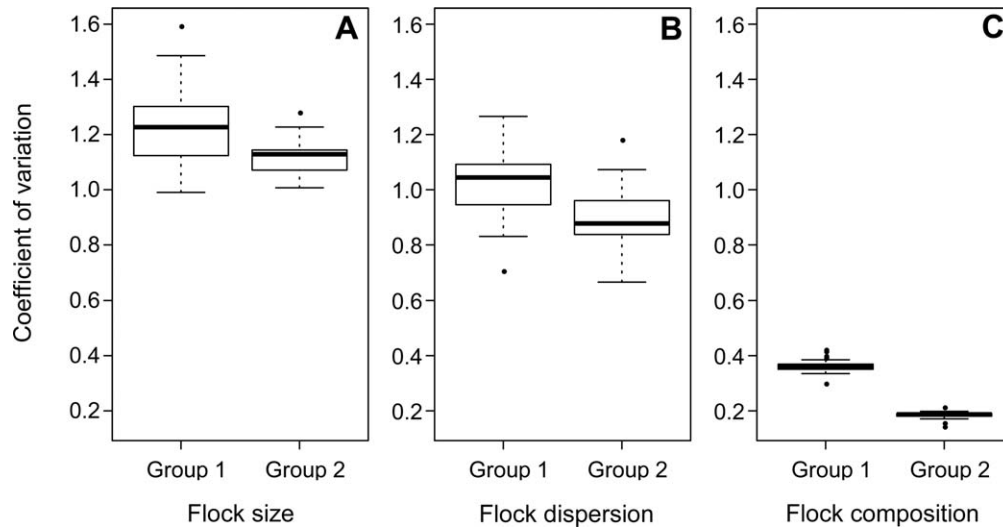 Coefficient of variation
A
1.6
1.4
1.2
1.0
0.8
0.6
0.4
0.2
Group 1 Group 2
Flock size
B
1.6
1.4
1.2
1.0
0.8
0.6
0.4
0.2
Group 1 Group 2
Flock dispersion
C
1.6
1.4
1.2
1.0
0.8
0.6
0.4
0.2
Group 1 Group 2
Flock composition